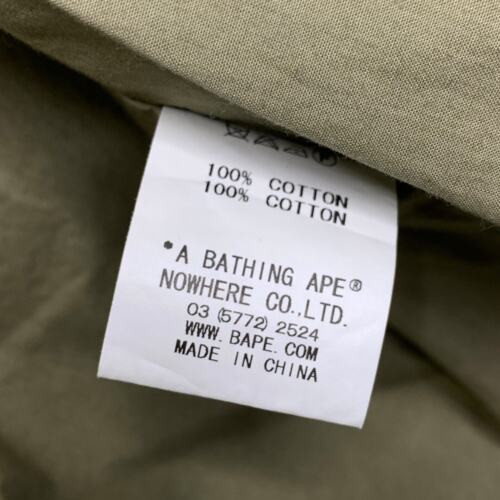 100% COTTON
100% COTTON
*A BATHING APE®
NOWHERE CO.,LTD.
03 (5772) 2524
WWW.BAPE.COM
MADE IN CHINA